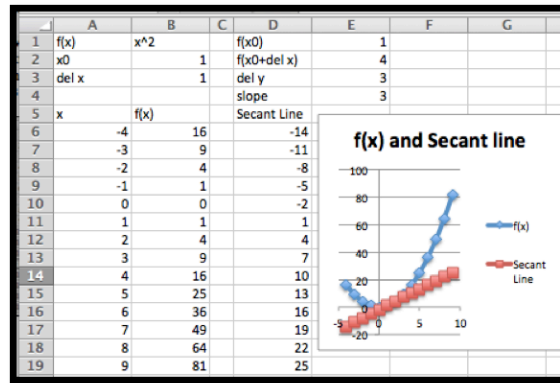 A B C D E F G
1 f(x) x^2 f(x0) 1
2 x0 1 f(x0+del x) 4
3 del x 1 del y 3
4 slope 3
5 x f(x) Secant Line
6 -4 16 -14
7 -3 9 -11
8 -2 4 -8
9 -1 1 -5
10 0 0 -2
11 1 1 1
12 2 4 4
13 3 9 7
14 4 16 10
15 5 25 13
16 6 36 16
17 7 49 19
18 8 64 22
19 9 81 25
f(x) and Secant line
100
80
60
40
20
0
-5 0 5 10
-20
f(x)
Secant
Line